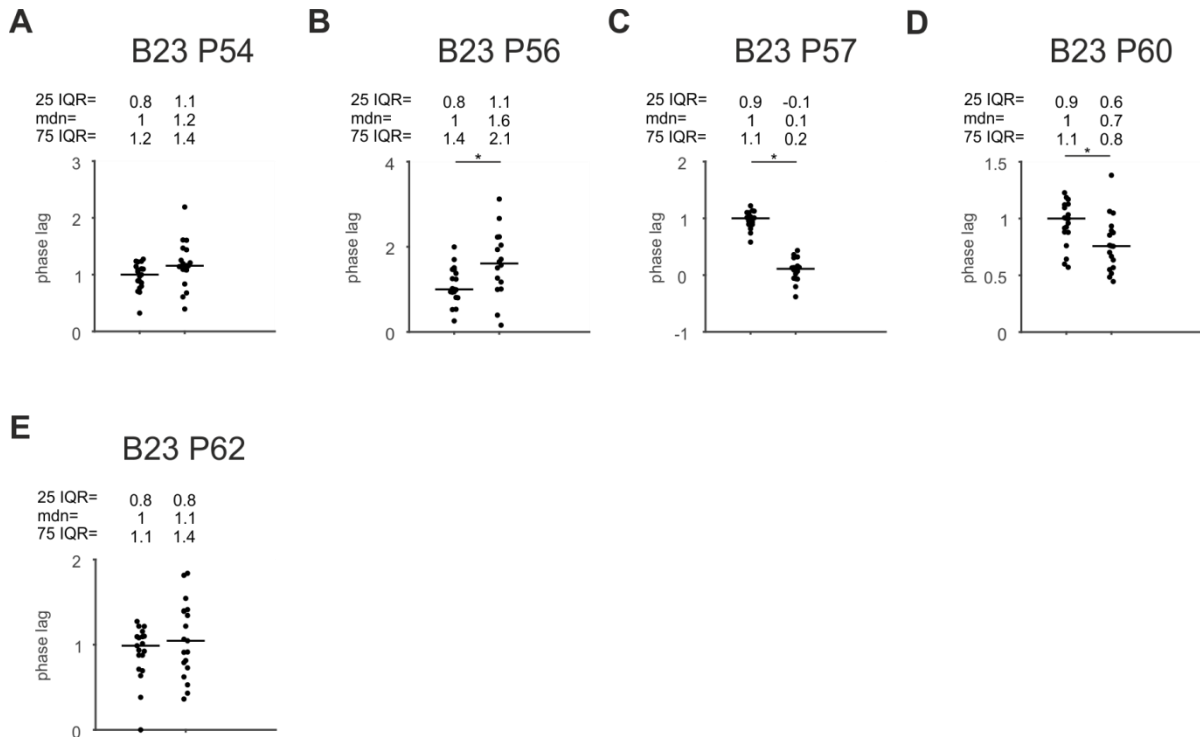 A
B23 P54
25 IQR= 0.8 1.1
mdn= 1 1.2
75 IQR= 1.2 1.4
3
2
1
0
phase lag
B
B23 P56
25 IQR= 0.8 1.1
mdn= 1 1.6
75 IQR= 1.4 2.1
*
4
2
0
phase lag
C
B23 P57
25 IQR= 0.9 -0.1
mdn= 1 0.1
75 IQR= 1.1 0.2
*
2
1
0
-1
phase lag
D
B23 P60
25 IQR= 0.9 0.6
mdn= 1 0.7
75 IQR= 1.1 0.8
*
1.5
1
0.5
0
phase lag
E
B23 P62
25 IQR= 0.8 0.8
mdn= 1 1.1
75 IQR= 1.1 1.4
2
1
0
phase lag